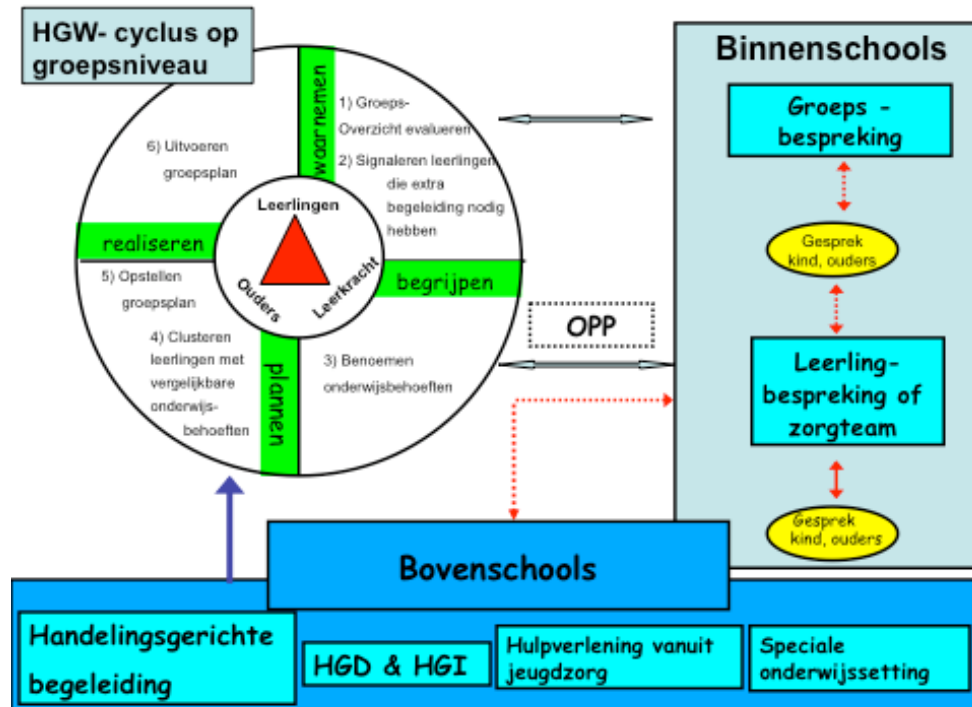 HGW- cyclus op
groepsniveau
waarnemen
1) Groeps-
Overzicht evalueren
2) Signaleren leerlingen
die extra
begeleiding nodig
hebben
begrijpen
3) Benoemen
onderwijsbehoeften
plannen
4) Clusteren
leerlingen met
vergelijkbare
onderwijs-
behoeften
5) Opstellen
groepsplan
realiseren
6) Uitvoeren
groepsplan
Leerlingen
Ouders
Leerkracht
OPP
Binnenschools
Groeps -
bespreking
Gesprek
kind, ouders
Leerling-
bespreking of
zorgteam
Gesprek
kind, ouders
Bovenschools
Handelingsgerichte
begeleiding
HGD & HGI
Hulpverlening vanuit
jeugdzorg
Speciale
onderwijssetting